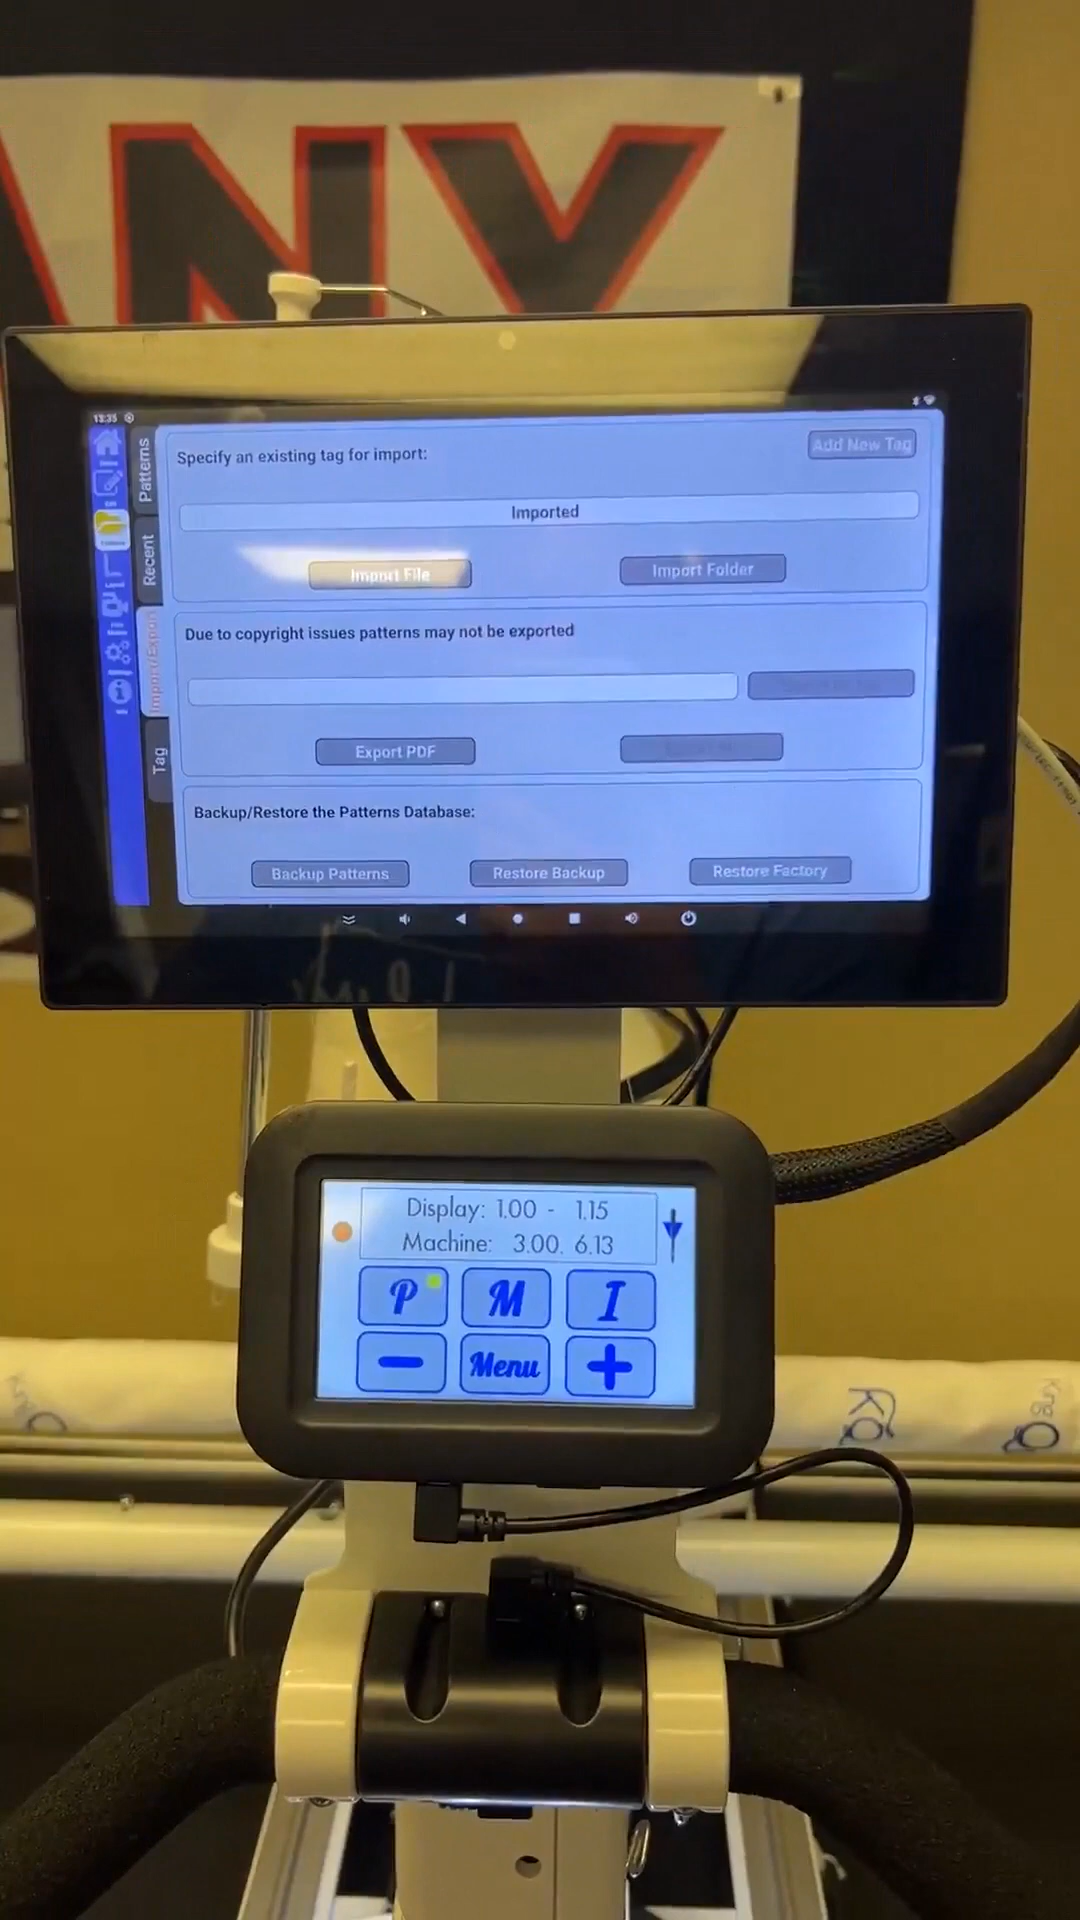 NY
13:35
Patterns
Recent
Import/Export
Tag
Specify an existing tag for import:
Add New Tag
Imported
Import File
Import Folder
Due to copyright issues patterns may not be exported
Export PDF
Backup/Restore the Patterns Database:
Backup Patterns
Restore Backup
Restore Factory
Display: 1.00 - 1.15
Machine: 3.00. 6.13
P
M
I
Menu